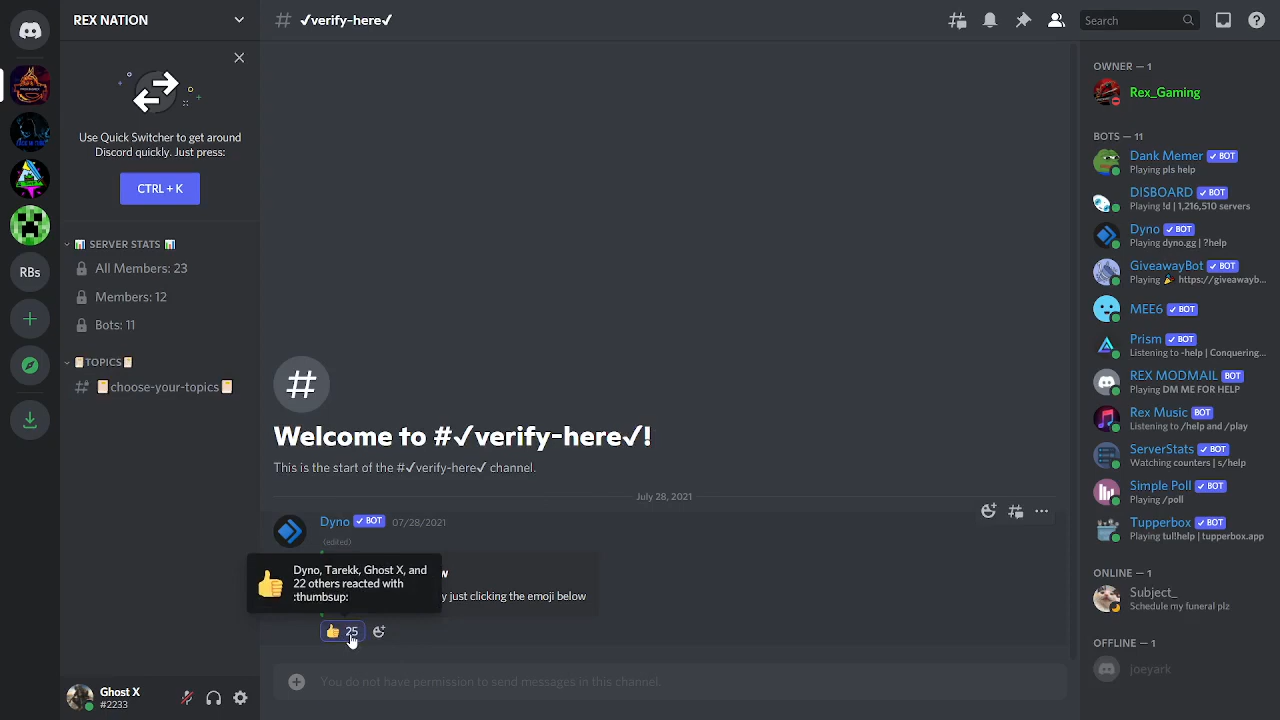 REX NATION
Use Quick Switcher to get around
Discord quickly. Just press:
CTRL + K
SERVER STATS
All Members: 23
Members: 12
Bots: 11
TOPICS
choose-your-topics
RBs
Ghost X
#2233
# ✓verify-here✓
Search
Welcome to #✓verify-here✓!
This is the start of the #✓verify-here✓ channel.
July 28, 2021
Dyno ✓ BOT 07/28/2021
(edited)
Dyno, Tarekk, Ghost X, and
22 others reacted with
:thumbsup:
w
y just clicking the emoji below
25
You do not have permission to send messages in this channel.
OWNER — 1
Rex_Gaming
BOTS — 11
Dank Memer ✓ BOT
Playing pls help
DISBOARD ✓ BOT
Playing !d | 1,216,510 servers
Dyno ✓ BOT
Playing dyno.gg | ?help
GiveawayBot ✓ BOT
Playing 🎉 https://giveawayb...
MEE6 ✓ BOT
Prism ✓ BOT
Listening to -help | Conquering...
REX MODMAIL BOT
Playing DM ME FOR HELP
Rex Music BOT
Listening to /help and /play
ServerStats ✓ BOT
Watching counters | s/help
Simple Poll ✓ BOT
Playing /poll
Tupperbox ✓ BOT
Playing tul!help | tupperbox.app
ONLINE — 1
Subject_
Schedule my funeral plz
OFFLINE — 1
joeyark